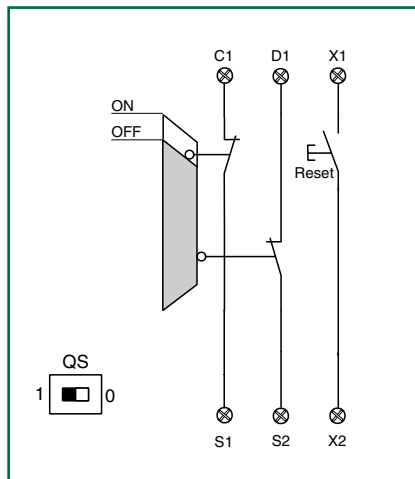 C1 D1 X1
ON
OFF
Reset
QS
1 0
S1 S2 X2